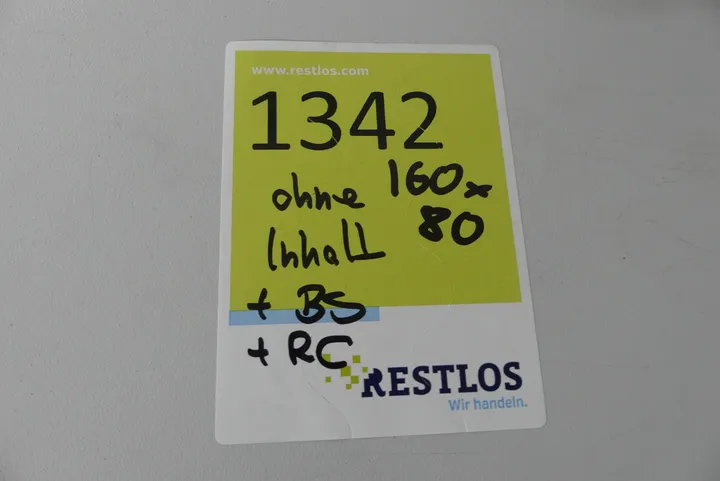 www.restlos.com
1342
ohne 160x
Inhalt 80
+ BS
+ RC
RESTLOS
Wir handeln.